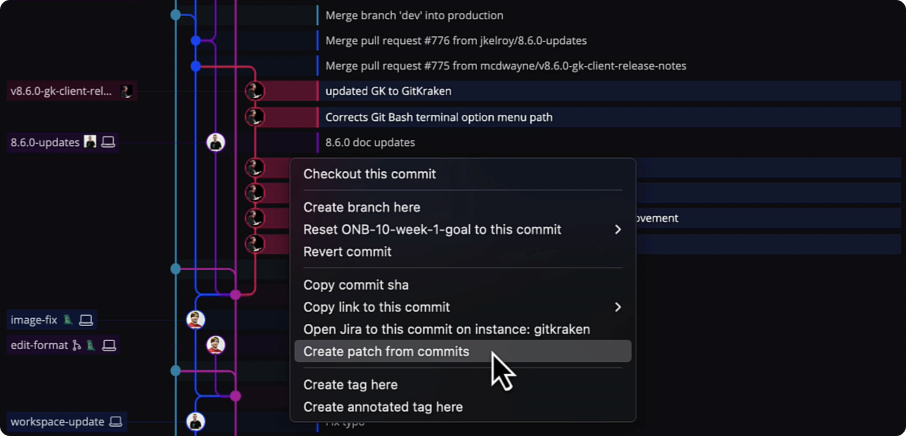 Merge branch 'dev' into production
Merge pull request #776 from jkelroy/8.6.0-updates
Merge pull request #775 from mcdwayne/v8.6.0-gk-client-release-notes
v8.6.0-gk-client-rel...
updated GK to GitKraken
Corrects Git Bash terminal option menu path
8.6.0-updates
8.6.0 doc updates
Checkout this commit
Create branch here
ovement
Reset ONB-10-week-1-goal to this commit
Revert commit
Copy commit sha
Copy link to this commit
image-fix
Open Jira to this commit on instance: gitkraken
edit-format
Create patch from commits
Create tag here
Create annotated tag here
workspace-update
Fix typo